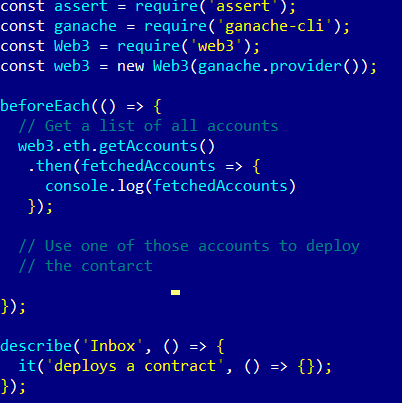 const assert = require('assert');
const ganache = require('ganache-cli');
const Web3 = require('web3');
const web3 = new Web3(ganache.provider());

beforeEach(() => {
  // Get a list of all accounts
  web3.eth.getAccounts()
   .then(fetchedAccounts => {
     console.log(fetchedAccounts)
   });

  // Use one of those accounts to deploy
  // the contarct

});

describe('Inbox', () => {
  it('deploys a contract', () => {});
});